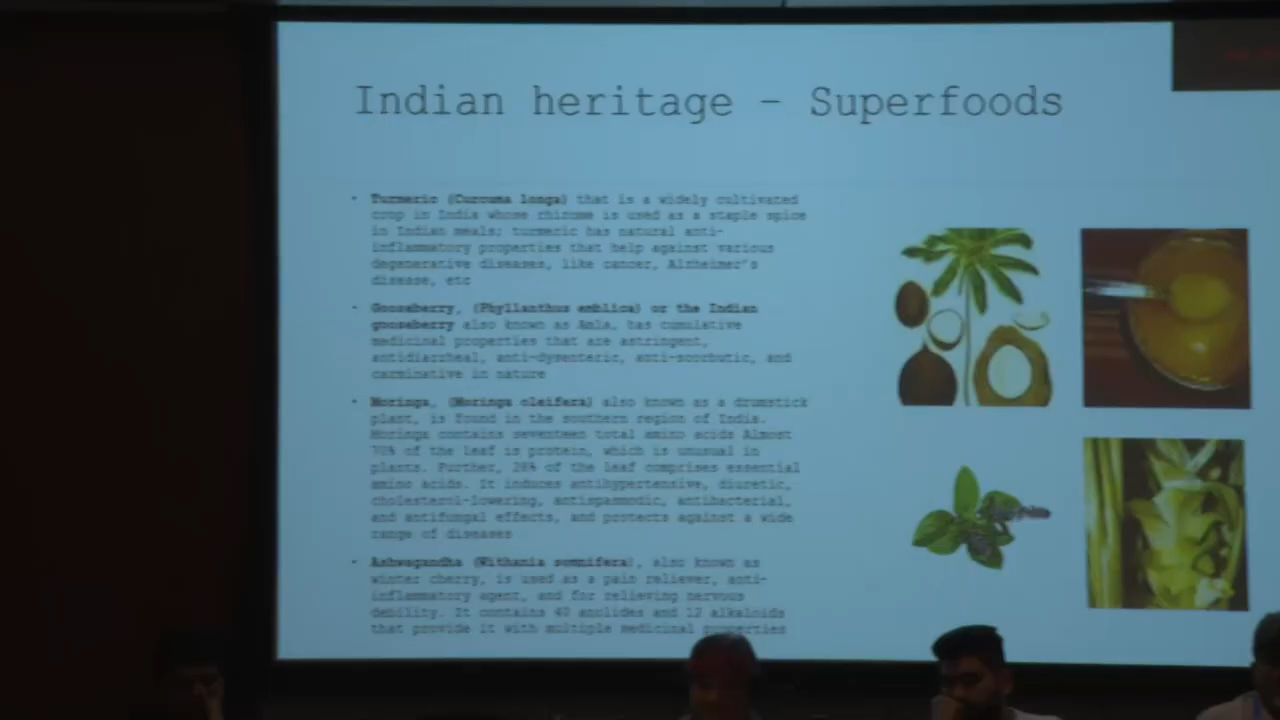 Indian heritage – Superfoods
• Turmeric (Curcuma longa) that is a widely cultivated
crop in India whose rhizome is used as a staple spice
in Indian meals; turmeric has natural anti-
inflammatory properties that help against various
degenerative diseases, like cancer, Alzheimer's
disease, etc
• Gooseberry, (Phyllanthus emblica) or the Indian
gooseberry also known as Amla, has cumulative
medicinal properties that are astringent,
antidiarrheal, anti-dysenteric, anti-scorbutic, and
carminative in nature
• Moringa, (Moringa oleifera) also known as a drumstick
plant, is found in the southern region of India.
Moringa contains seventeen total amino acids Almost
70% of the leaf is protein, which is unusual in
plants. Further, 28% of the leaf comprises essential
amino acids. It induces antihypertensive, diuretic,
cholesterol-lowering, antispasmodic, antibacterial,
and antifungal effects, and protects against a wide
range of diseases
• Ashwagandha (Withania somnifera), also known as
winter cherry, is used as a pain reliever, anti-
inflammatory agent, and for relieving nervous
debility. It contains 40 anolides and 12 alkaloids
that provide it with multiple medicinal properties